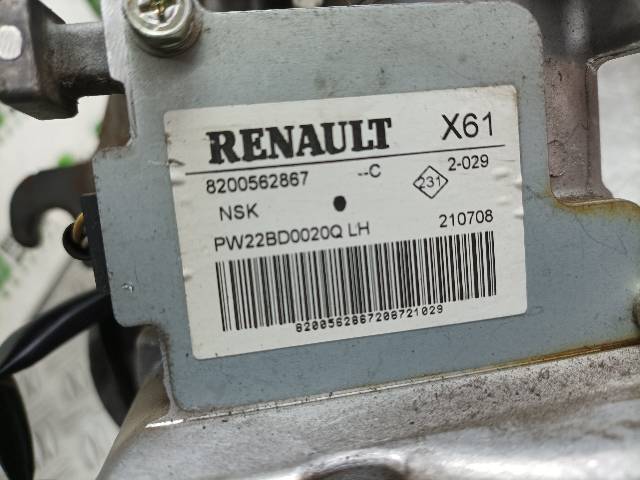 RENAULT X61
8200562867 --C 231 2-029
NSK
PW22BD0020Q LH 210708
8200562867208721029